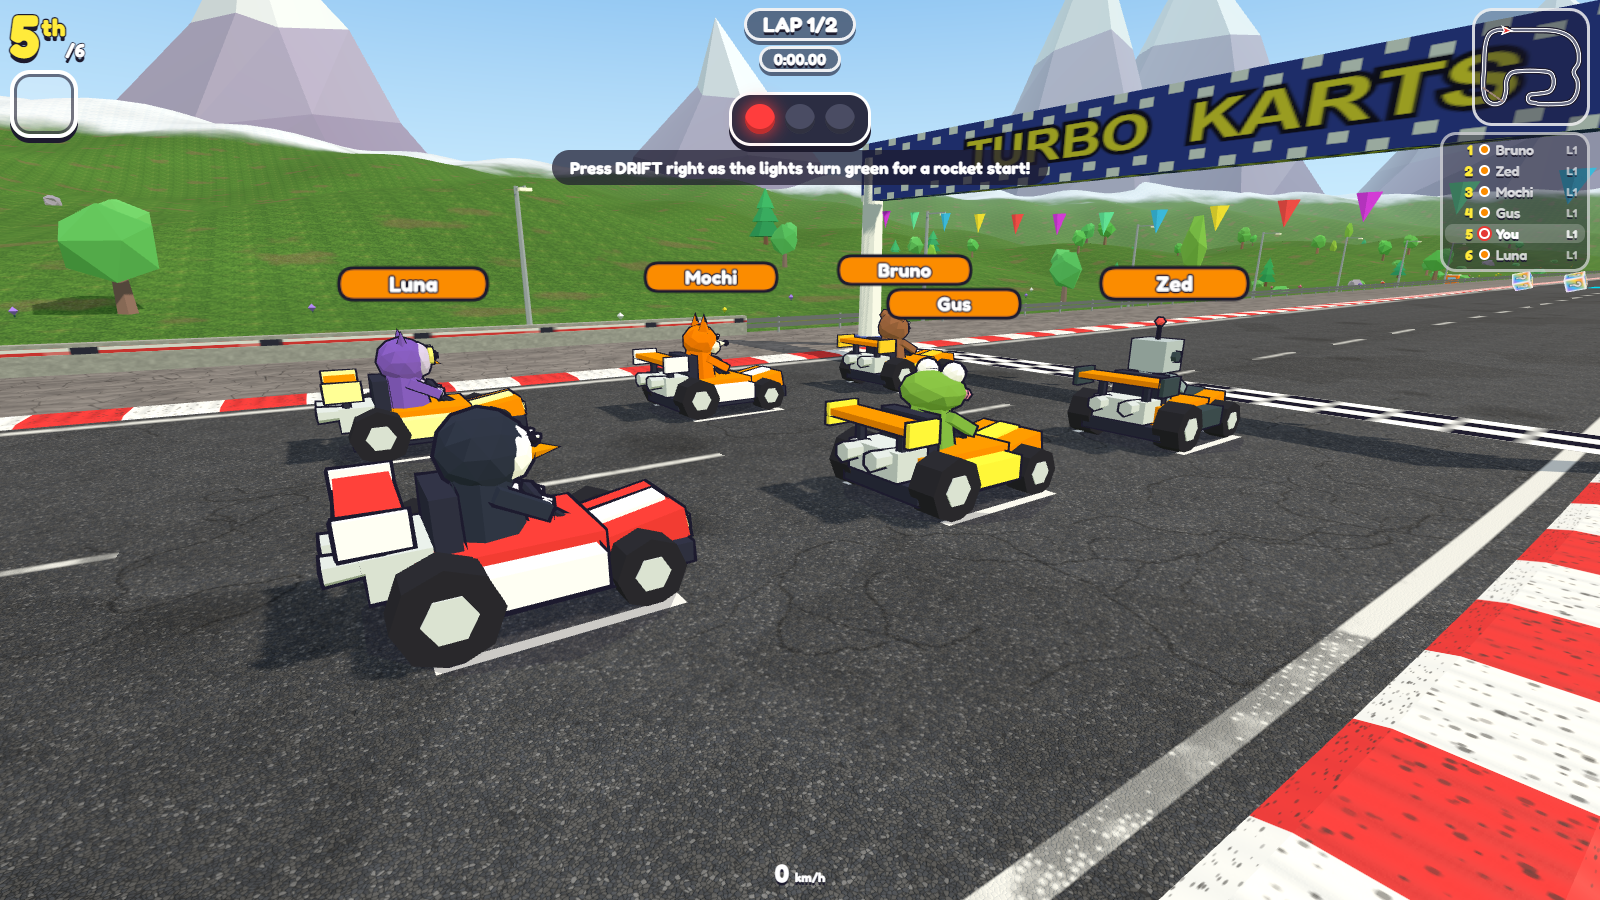 5th
/6
LAP 1/2
0:00.00
Press DRIFT right as the lights turn green for a rocket start!
TURBO KARTS
1 Bruno L1
2 Zed L1
3 Mochi L1
4 Gus L1
5 You L1
6 Luna L1
Luna
Mochi
Bruno
Gus
Zed
0 km/h